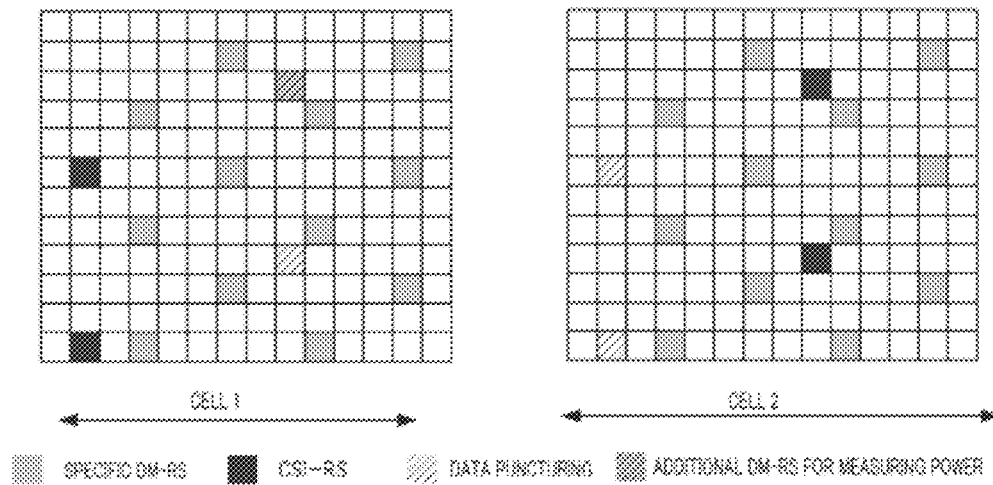 CELL 1
CELL 2
SPECIFIC DM-RS
CSI-RS
DATA PUNCTURING
ADDITIONAL DM-RS FOR MEASURING POWER